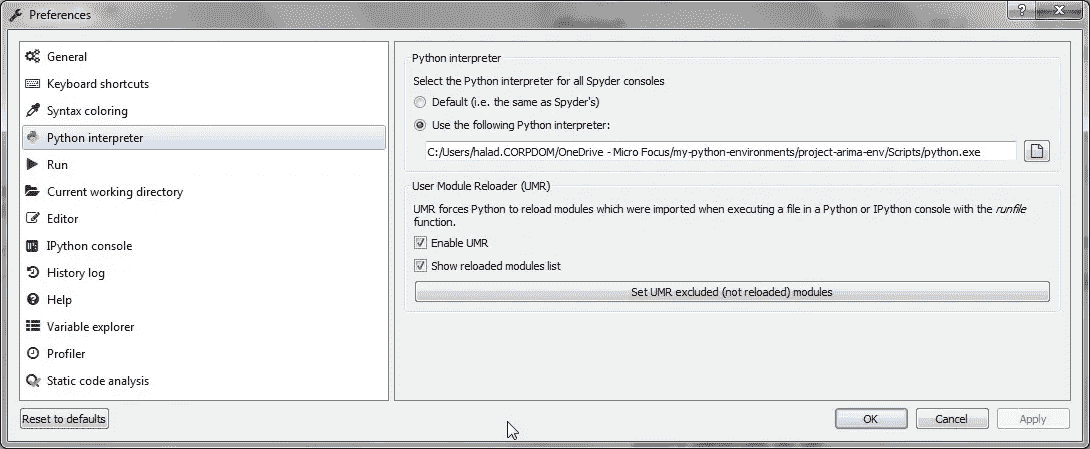 Preferences
General
Keyboard shortcuts
Syntax coloring
Python interpreter
Run
Current working directory
Editor
IPython console
History log
Help
Variable explorer
Profiler
Static code analysis
Python interpreter
Select the Python interpreter for all Spyder consoles
Default (i.e. the same as Spyder's)
Use the following Python interpreter:
C:/Users/halad.CORPDOM/OneDrive - Micro Focus/my-python-environments/project-arima-env/Scripts/python.exe
User Module Reloader (UMR)
UMR forces Python to reload modules which were imported when executing a file in a Python or IPython console with the runfile
function.
Enable UMR
Show reloaded modules list
Set UMR excluded (not reloaded) modules
Reset to defaults
OK
Cancel
Apply